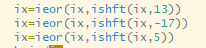 ix=ieor(ix,ishft(ix,13))
ix=ieor(ix,ishft(ix,-17))
ix=ieor(ix,ishft(ix,5))